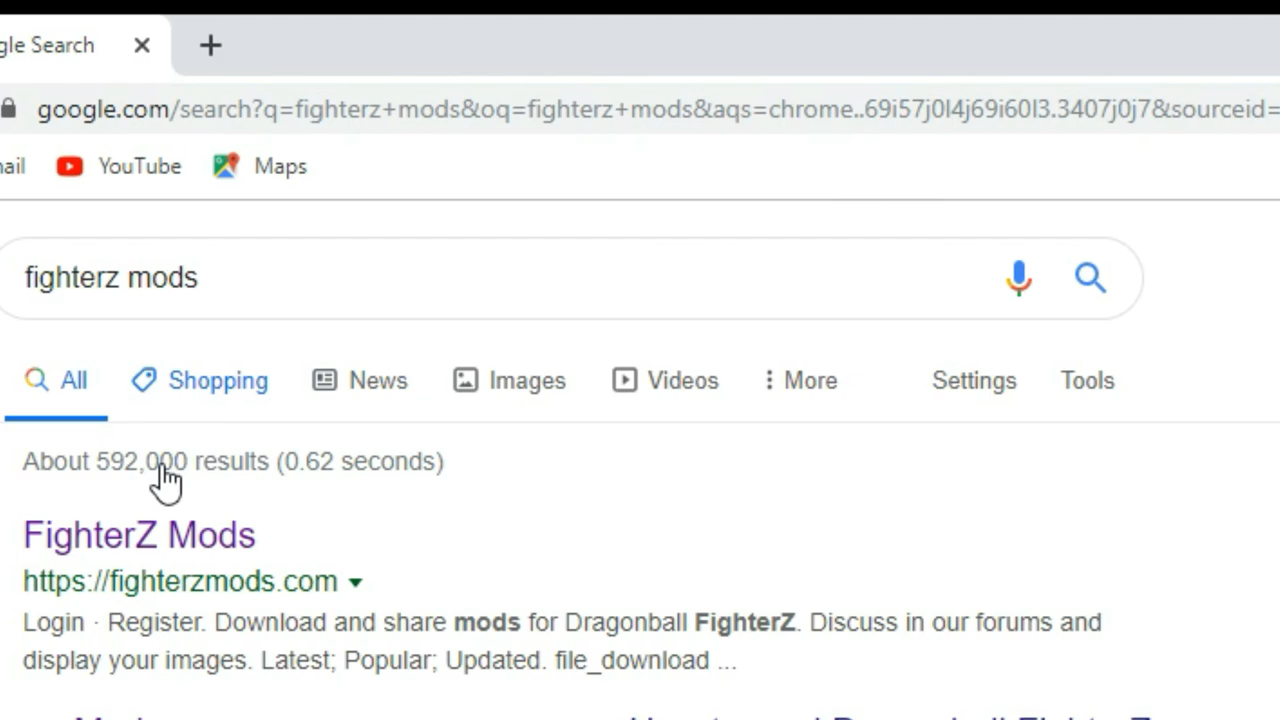 gle Search
google.com/search?q=fighterz+mods&oq=fighterz+mods&aqs=chrome..69i57j0l4j69i60l3.3407j0j7&sourceid=
ail YouTube Maps
fighterz mods
All Shopping News Images Videos More Settings Tools
About 592,000 results (0.62 seconds)
FighterZ Mods
https://fighterzmods.com
Login · Register. Download and share mods for Dragonball FighterZ. Discuss in our forums and
display your images. Latest; Popular; Updated. file_download ...